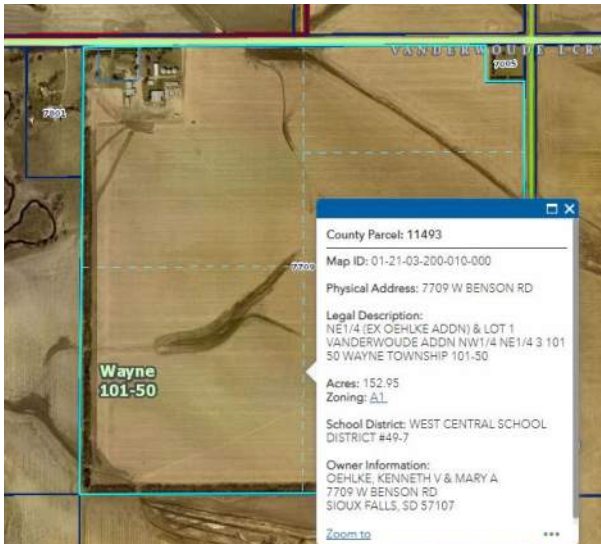 VANDERWOUDE LCR
7005
7801
7709
Wayne
101-50
County Parcel: 11493
Map ID: 01-21-03-200-010-000
Physical Address: 7709 W BENSON RD
Legal Description:
NE1/4 (EX OEHLKE ADDN) & LOT 1
VANDERWOUDE ADDN NW1/4 NE1/4 3 101
50 WAYNE TOWNSHIP 101-50
Acres: 152.95
Zoning: A1
School District: WEST CENTRAL SCHOOL
DISTRICT #49-7
Owner Information:
OEHLKE, KENNETH V & MARY A
7709 W BENSON RD
SIOUX FALLS, SD 57107
Zoom to